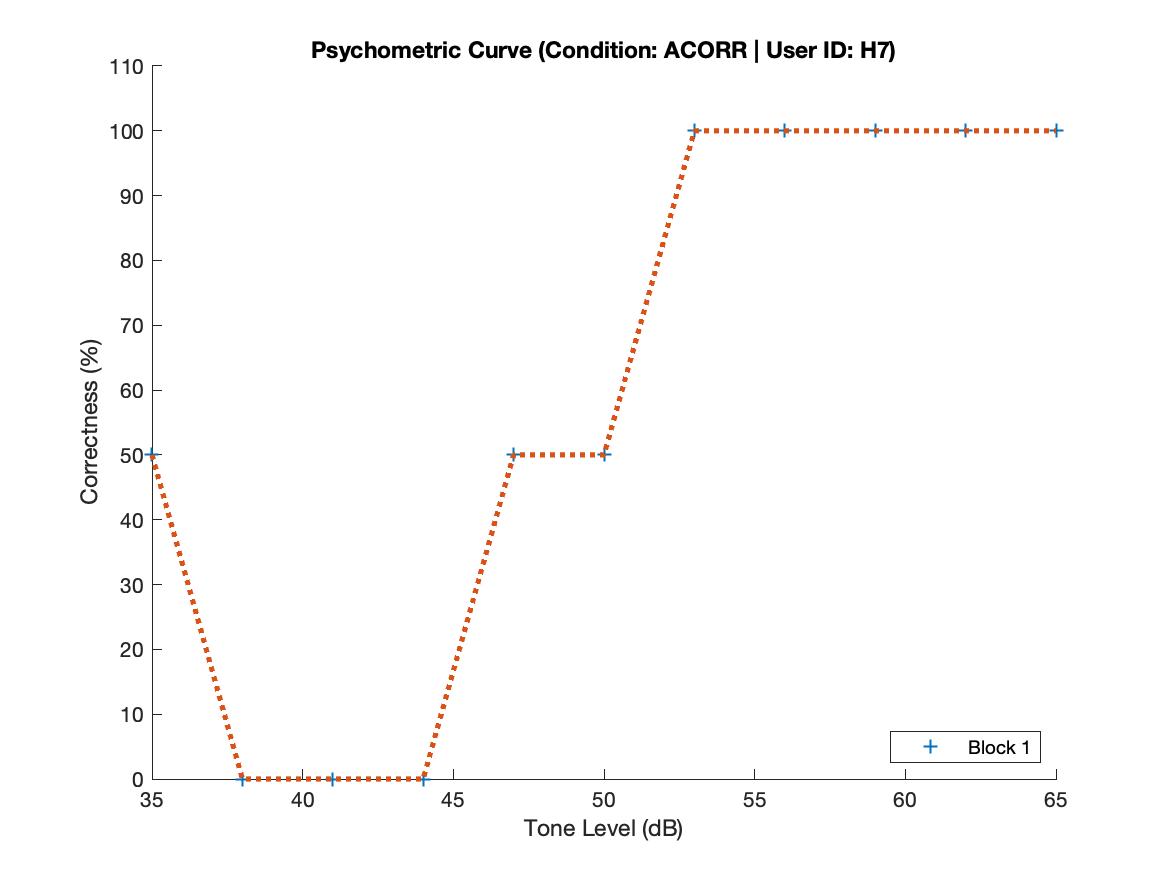 Psychometric Curve (Condition: ACORR | User ID: H7)
110
100
90
80
70
60
50
40
30
20
10
0
Correctness (%)
35 40 45 50 55 60 65
Tone Level (dB)
Block 1